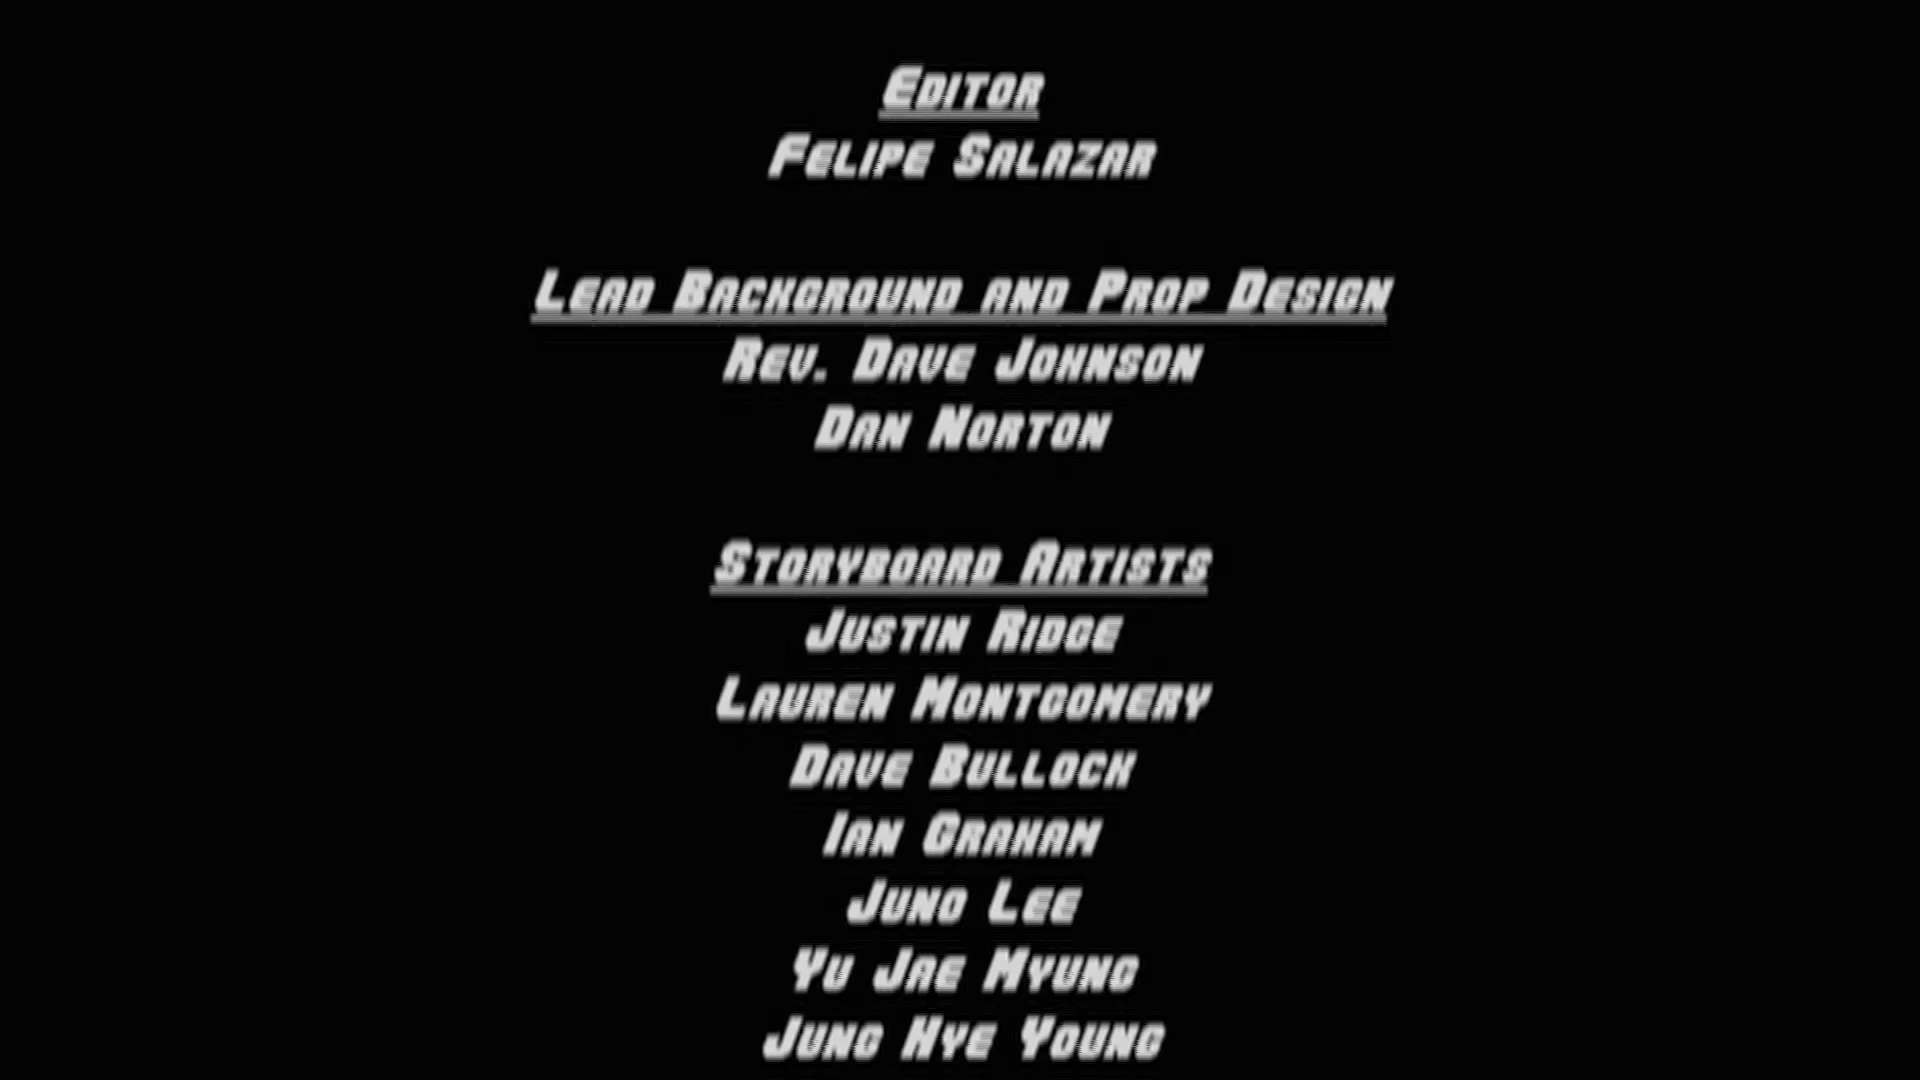 Editor
Felipe Salazar
Lead Background and Prop Design
Rev. Dave Johnson
Dan Norton
Storyboard Artists
Justin Ridge
Lauren Montgomery
Dave Bullock
Ian Graham
Juno Lee
Yu Jae Myung
Jung Hye Young